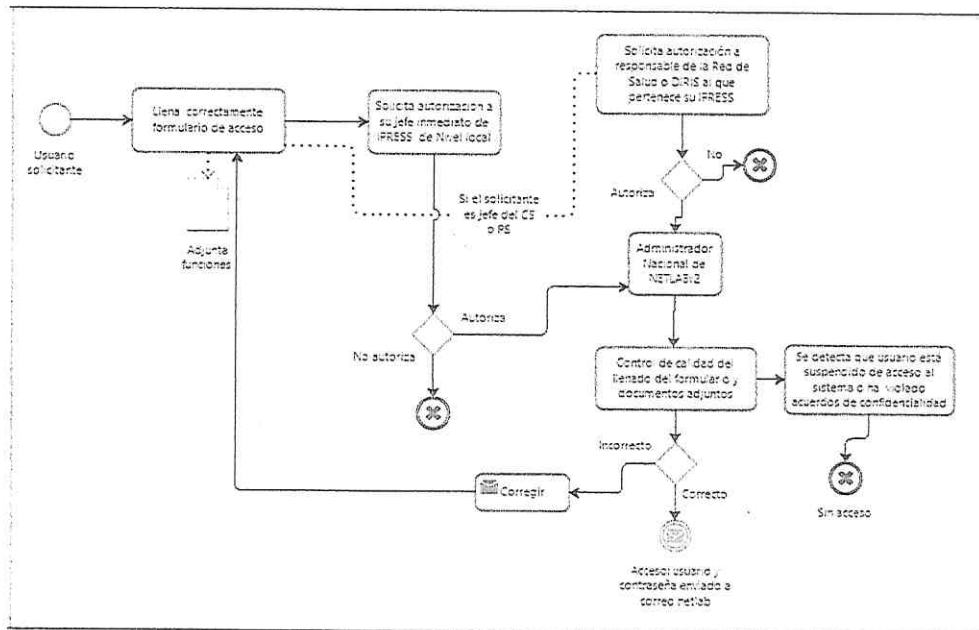 Usuario
solicitante
Llena correctamente
formulario de acceso
Adjunta
funciones
Solicita autorización a
su jefe inmediato de
IPRESS de Nivel local
Si el solicitante
es jefe del CS
o PS
Solicita autorización a
responsable de la Red de
Salud o DIRIS al que
pertenece su IPRESS
No
Autoriza
Administrador
Nacional de
NETLABv2
Autoriza
No autoriza
Control de calidad del
llenado del formulario y
documentos adjuntos
Se detecta que usuario está
suspendido de acceso al
sistema o ha violado
acuerdos de confidencialidad
Incorrecto
Corregir
Correcto
Sin acceso
Acceso: usuario y
contraseña enviado a
correo netlab